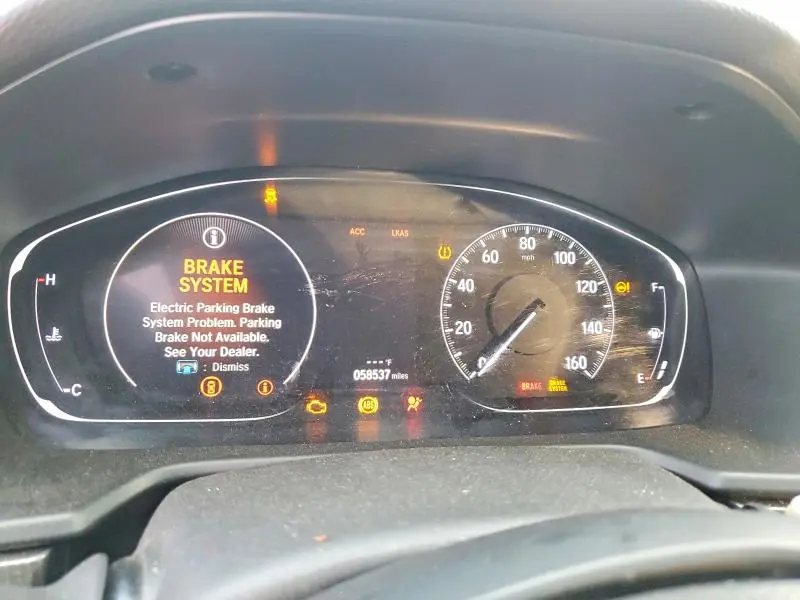 ACC LKAS
BRAKE
SYSTEM
Electric Parking Brake
System Problem. Parking
Brake Not Available.
See Your Dealer.
: Dismiss
H
C
---°F
058537 miles
ABS
80
mph
60
100
40
120
20
140
0
160
BRAKE
BRAKE
SYSTEM
F
E